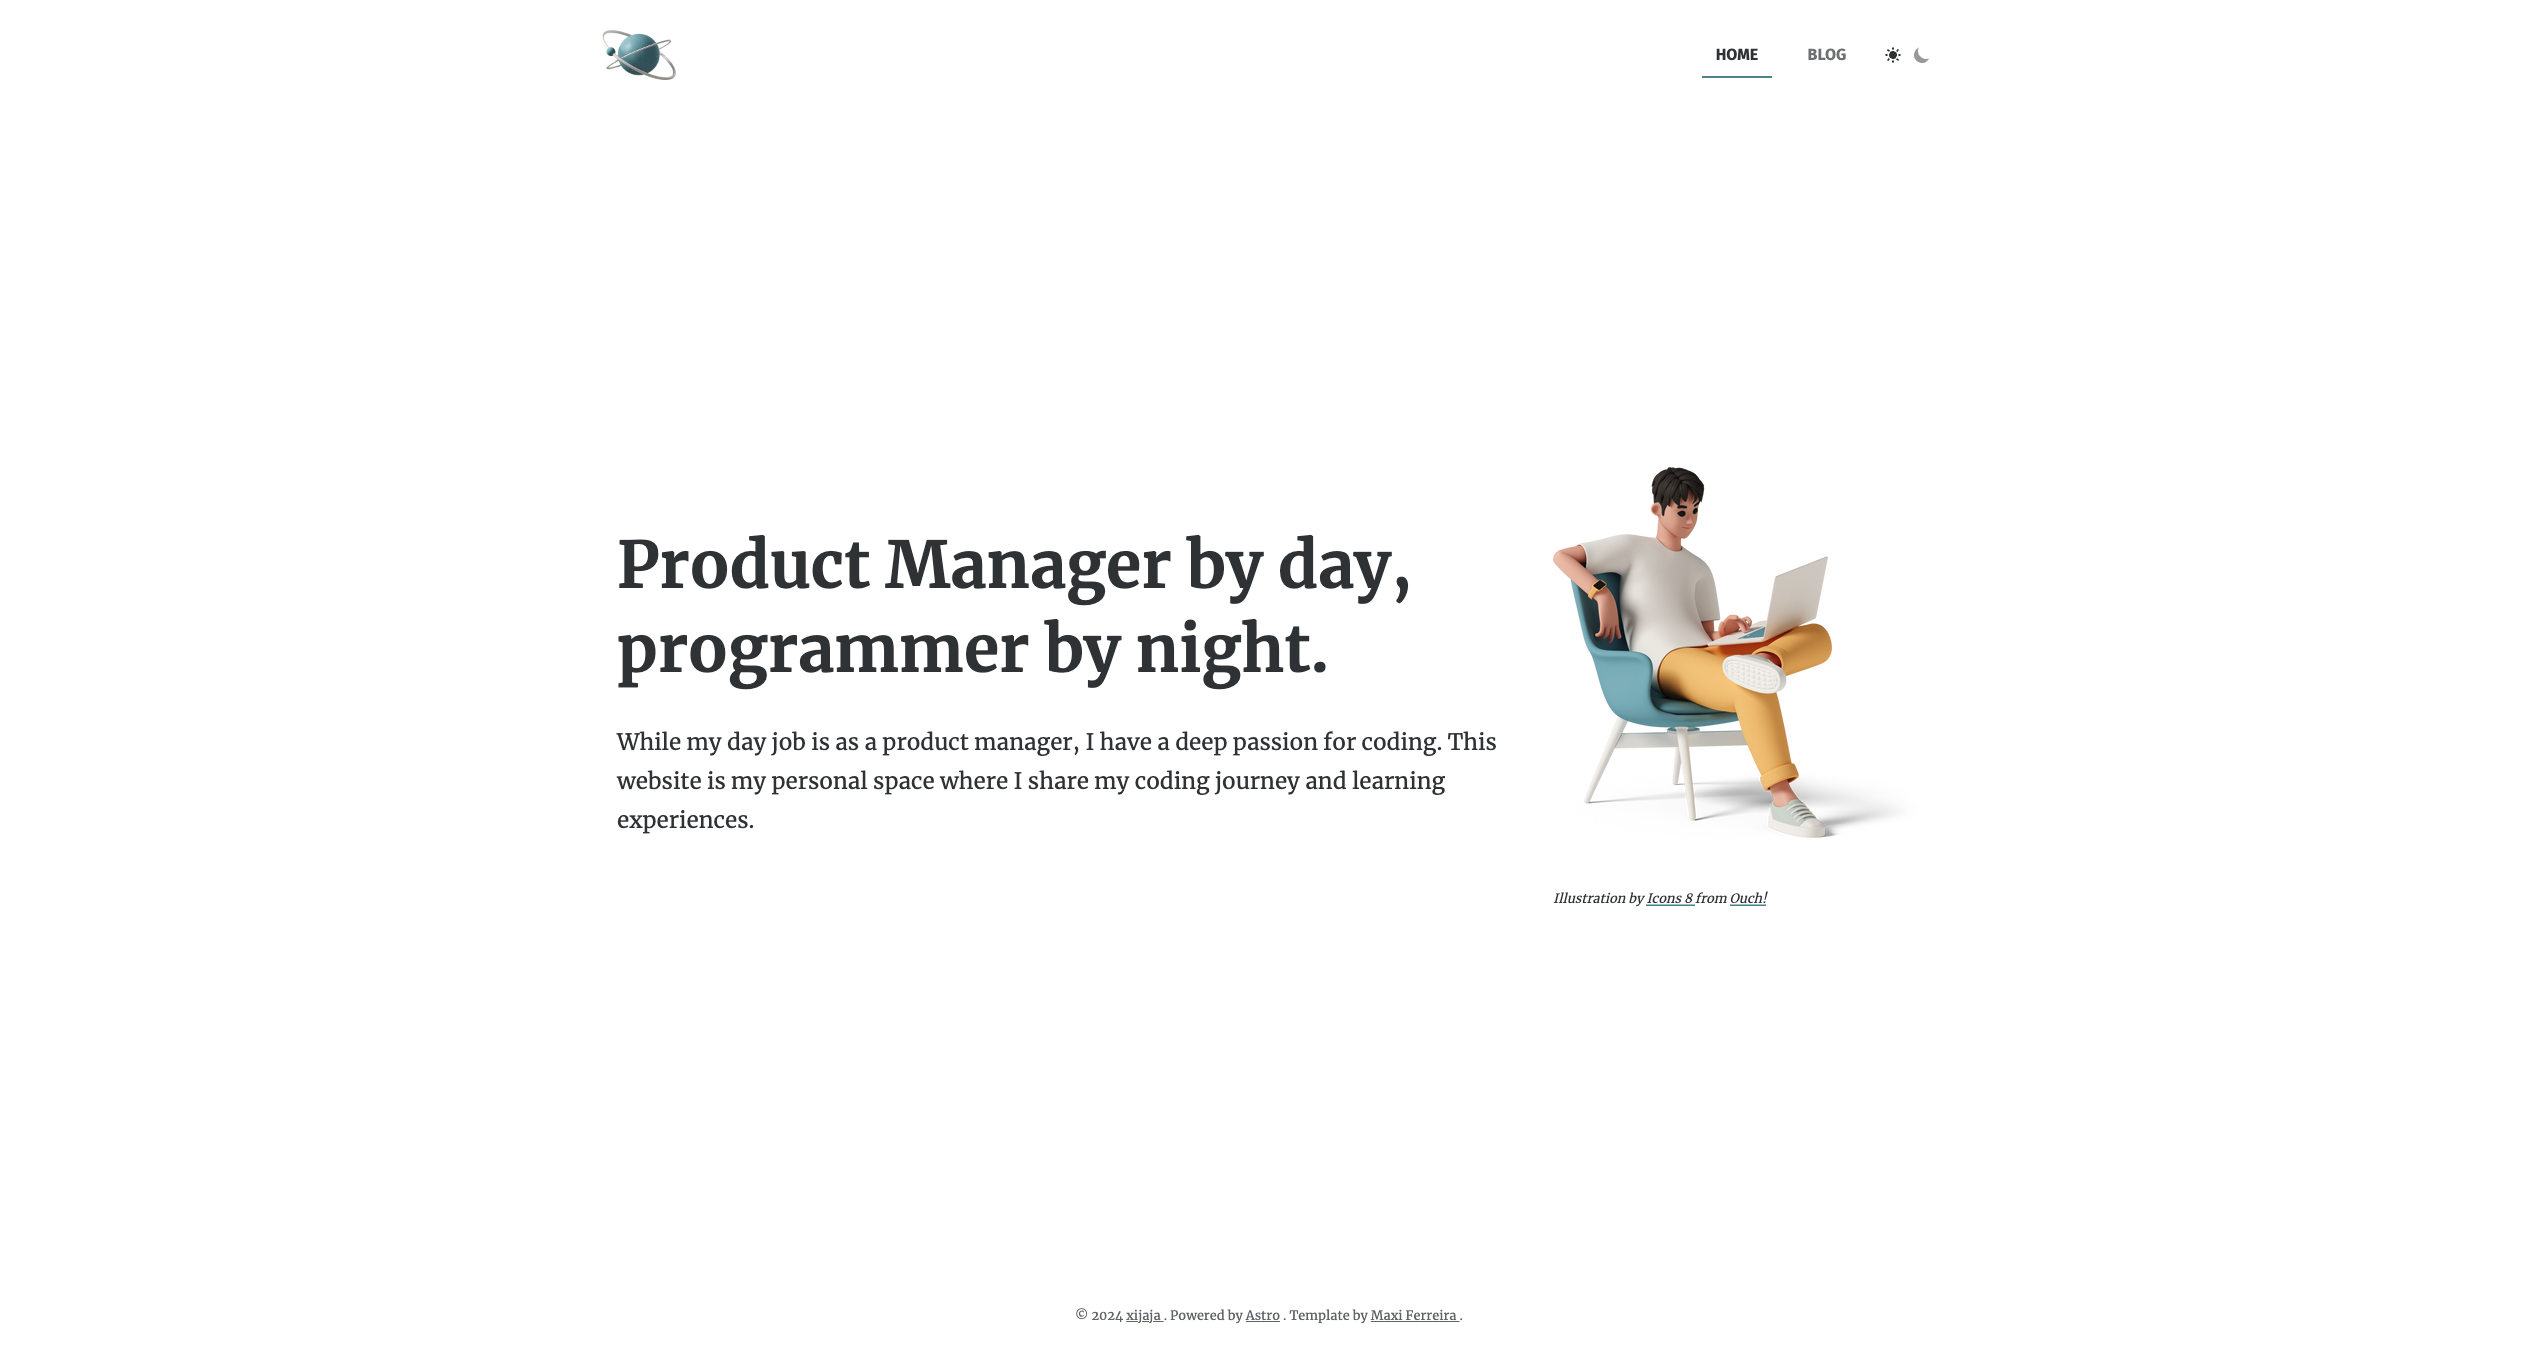 HOME BLOG
Product Manager by day,
programmer by night.
While my day job is as a product manager, I have a deep passion for coding. This
website is my personal space where I share my coding journey and learning
experiences.
Illustration by Icons 8 from Ouch!
© 2024 xijaja . Powered by Astro . Template by Maxi Ferreira .